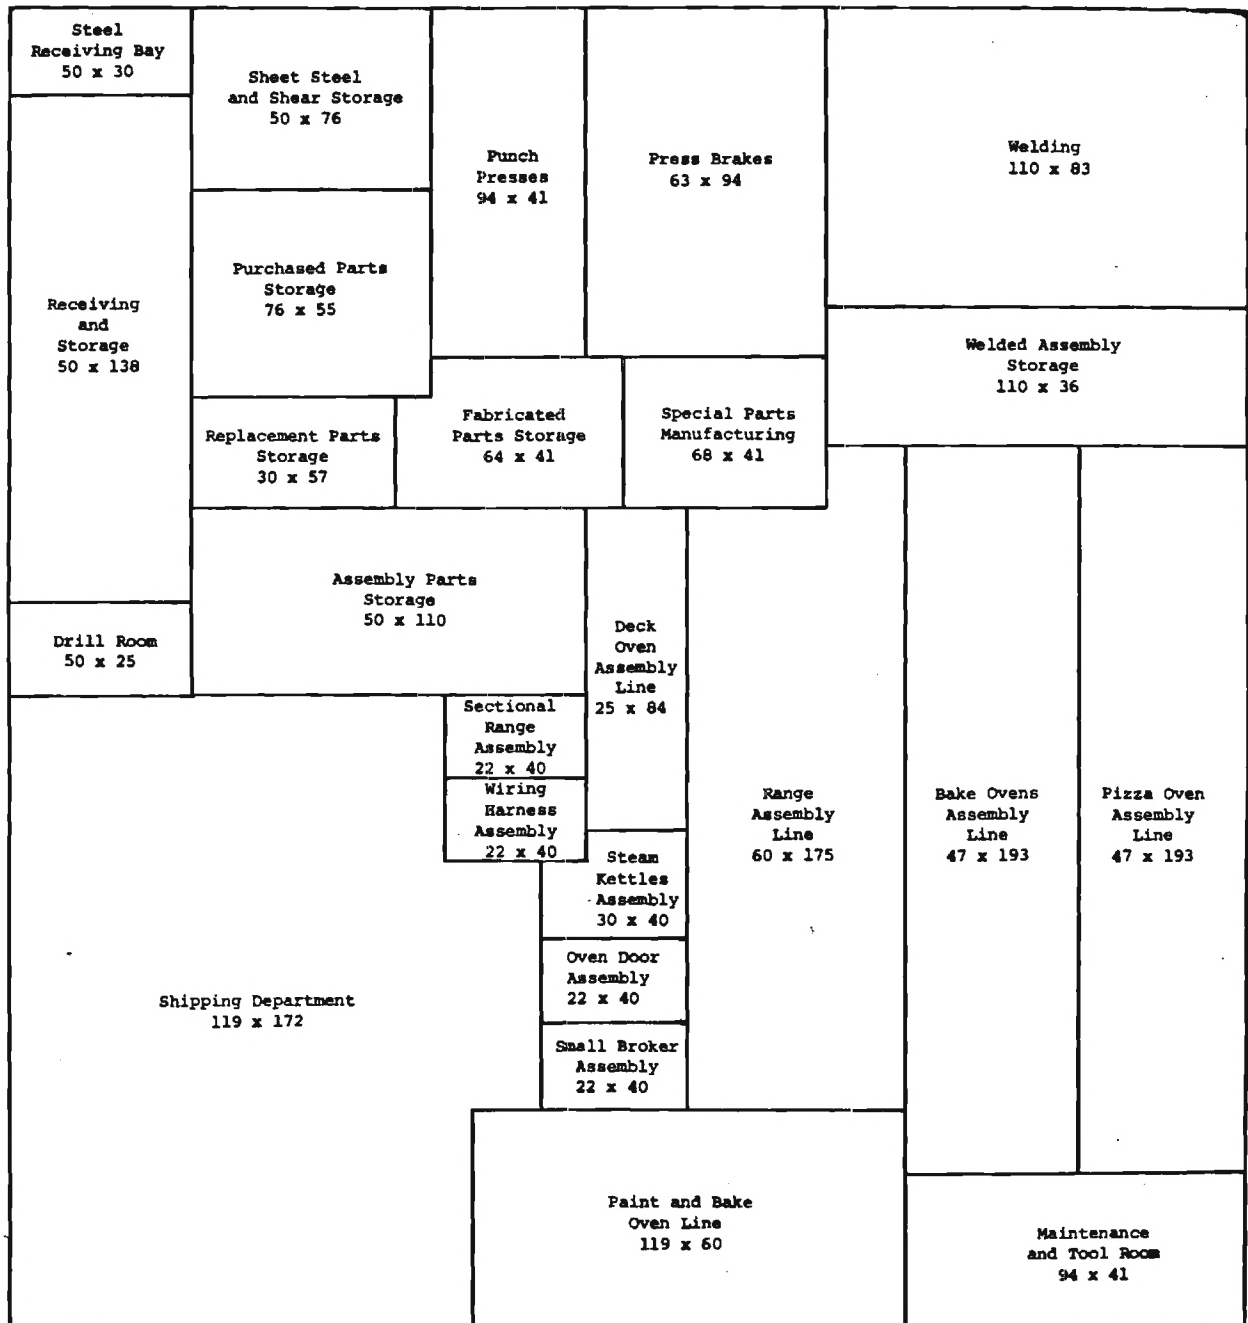 Steel
Receiving Bay
50 x 30
Sheet Steel
and Shear Storage
50 x 76
Punch
Presses
94 x 41
Press Brakes
63 x 94
Welding
110 x 83
Purchased Parts
Storage
76 x 55
Receiving
and
Storage
50 x 138
Welded Assembly
Storage
110 x 36
Replacement Parts
Storage
30 x 57
Fabricated
Parts Storage
64 x 41
Special Parts
Manufacturing
68 x 41
Assembly Parts
Storage
50 x 110
Drill Room
50 x 25
Deck
Oven
Assembly
Line
25 x 84
Sectional
Range
Assembly
22 x 40
Wiring
Harness
Assembly
22 x 40
Range
Assembly
Line
60 x 175
Bake Ovens
Assembly
Line
47 x 193
Pizza Oven
Assembly
Line
47 x 193
Steam
Kettles
Assembly
30 x 40
Oven Door
Assembly
22 x 40
Shipping Department
119 x 172
Small Broker
Assembly
22 x 40
Paint and Bake
Oven Line
119 x 60
Maintenance
and Tool Room
94 x 41